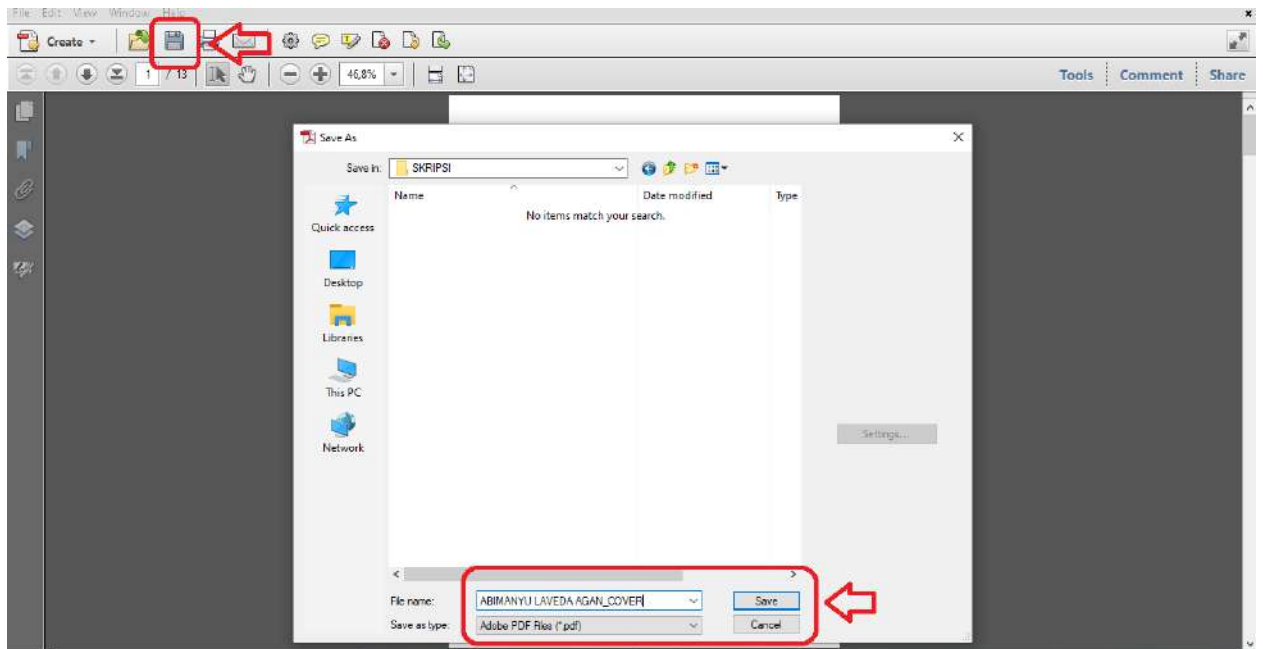 File Edit View Window Help
Create
1 / 13 46,8% Tools Comment Share
Save As
Save in: SKRIPSI
Name Date modified Type
No items match your search.
Quick access
Desktop
Libraries
This PC
Network
Settings...
File name: ABIMANYU LAVEDA AGAN_COVER Save
Save as type: Adobe PDF Files (*.pdf) Cancel